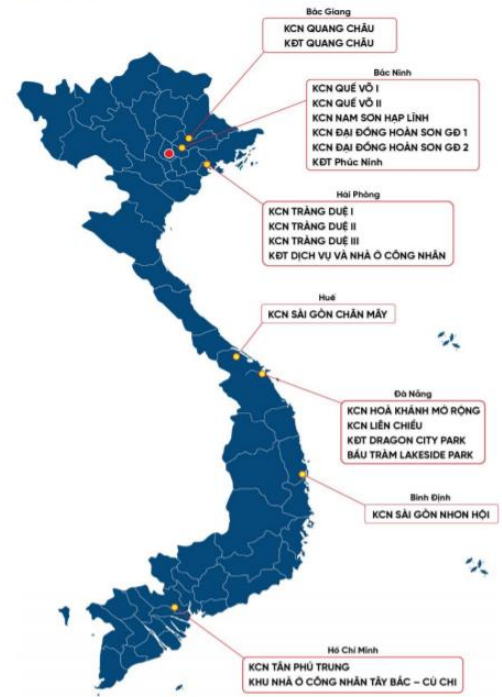 Bắc Giang
KCN QUANG CHÂU
KĐT QUANG CHÂU
Bắc Ninh
KCN QUẾ VÕ I
KCN QUẾ VÕ II
KCN NAM SƠN HẠP LĨNH
KCN ĐẠI ĐỒNG HOÀN SƠN GĐ 1
KCN ĐẠI ĐỒNG HOÀN SƠN GĐ 2
KĐT Phúc Ninh
Hải Phòng
KCN TRÀNG DUỆ I
KCN TRÀNG DUỆ II
KCN TRÀNG DUỆ III
KĐT DỊCH VỤ VÀ NHÀ Ở CÔNG NHÂN
Huế
KCN SÀI GÒN CHÂN MÂY
Đà Nẵng
KCN HOÀ KHÁNH MỞ RỘNG
KCN LIÊN CHIỂU
KĐT DRAGON CITY PARK
BÀU TRÀM LAKESIDE PARK
Bình Định
KCN SÀI GÒN NHƠN HỘI
Hồ Chí Minh
KCN TÂN PHÚ TRUNG
KHU NHÀ Ở CÔNG NHÂN TÂY BẮC – CỦ CHI